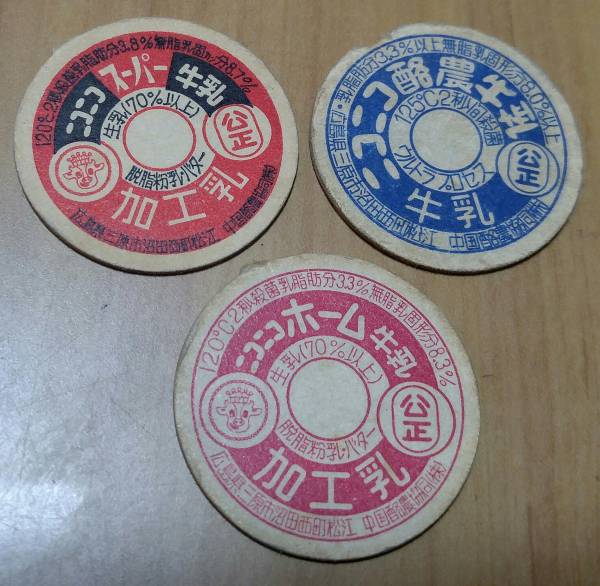 120℃2秒殺菌乳脂肪分3.8%無脂乳固形分8.7%
ニコニコ スーパー 牛乳
生乳(70%以上)
公正
脱脂粉乳・バター
加工乳
広島県三原市沼田西町松江 中国酪農協同(株)
乳脂肪分3.3%以上無脂乳固形分8.0%以上
ニコニコ酪農牛乳
125℃2秒間殺菌
公正
ウルトラプロセス
牛乳
広島県三原市沼田西町松江 中国酪農協同(株)
120℃2秒殺菌乳脂肪分3.3%無脂乳固形分8.3%
ニコニコホーム牛乳
生乳(70%以上)
公正
脱脂粉乳・バター
加工乳
広島県三原市沼田西町松江 中国酪農協同(株)